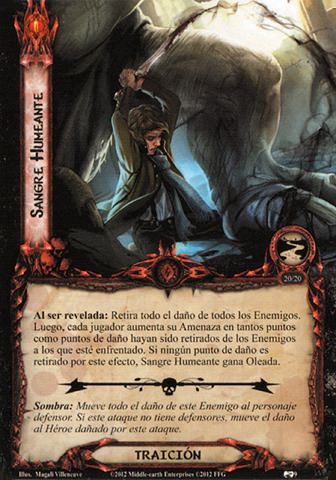 SANGRE HUMEANTE
20/20
Al ser revelada: Retira todo el daño de todos los Enemigos.
Luego, cada jugador aumenta su Amenaza en tantos puntos
como puntos de daño hayan sido retirados de los Enemigos
a los que esté enfrentado. Si ningún punto de daño es
retirado por este efecto, Sangre Humeante gana Oleada.
Sombra: Mueve todo el daño de este Enemigo al personaje
defensor. Si este ataque no tiene defensores, mueve el daño
al Héroe dañado por este ataque.
TRAICIÓN
Illus. Magali Villeneuve ©2012 Middle-earth Enterprises ©2012 FFG